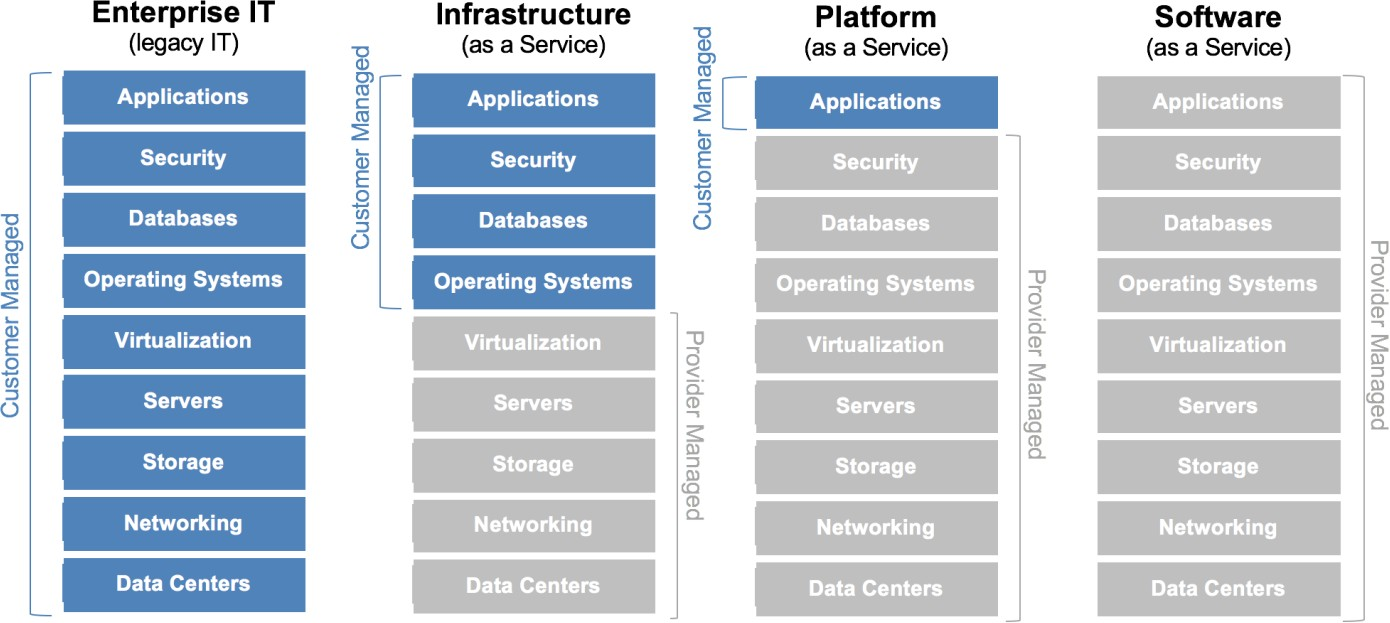 Enterprise IT
(legacy IT)
Customer Managed
Applications
Security
Databases
Operating Systems
Virtualization
Servers
Storage
Networking
Data Centers
Infrastructure
(as a Service)
Customer Managed
Applications
Security
Databases
Operating Systems
Virtualization
Servers
Storage
Networking
Data Centers
Provider Managed
Platform
(as a Service)
Customer Managed
Applications
Security
Databases
Operating Systems
Virtualization
Servers
Storage
Networking
Data Centers
Provider Managed
Software
(as a Service)
Applications
Security
Databases
Operating Systems
Virtualization
Servers
Storage
Networking
Data Centers
Provider Managed